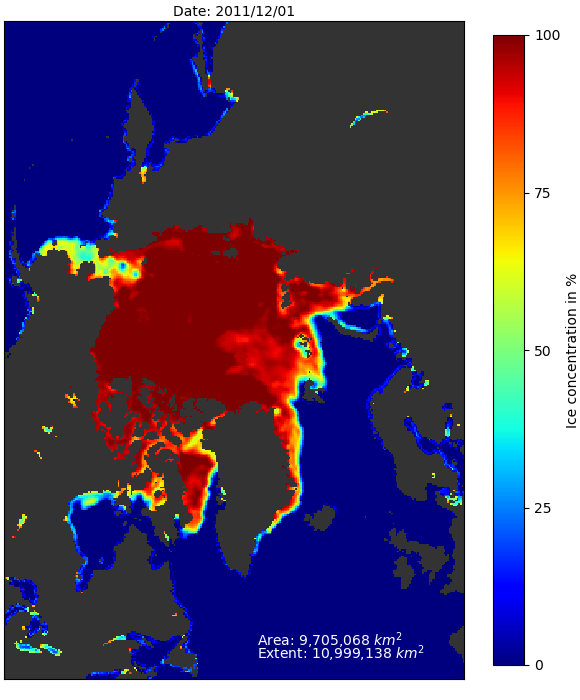 Date: 2011/12/01
100
75
50
25
0
Ice concentration in %
Area: 9,705,068 km²
Extent: 10,999,138 km²